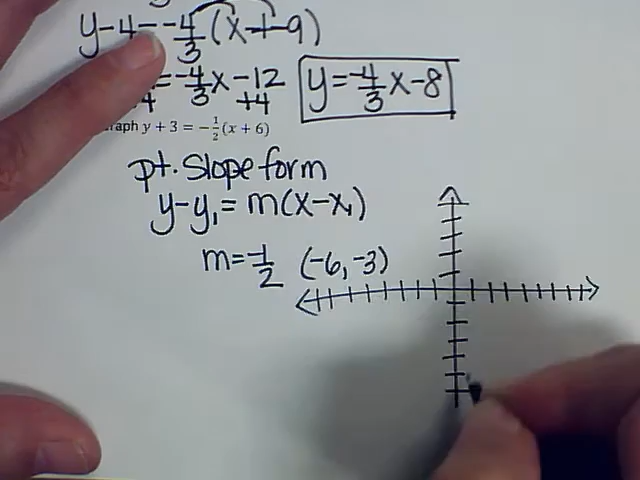 y-4=-4/3(x+9)
=-4/3x-12
+4 y=-4/3x-8
graph y + 3 = -1/2(x + 6)
pt. Slope form
y-y₁=m(x-x₁)
m=-1/2 (-6,-3)